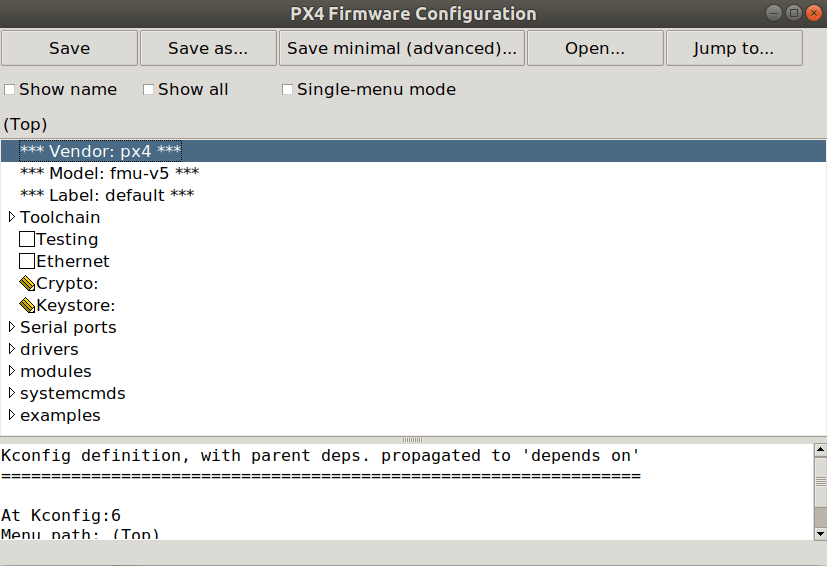 PX4 Firmware Configuration
Save Save as... Save minimal (advanced)... Open... Jump to...
Show name Show all Single-menu mode
(Top)
*** Vendor: px4 ***
*** Model: fmu-v5 ***
*** Label: default ***
Toolchain
Testing
Ethernet
Crypto:
Keystore:
Serial ports
drivers
modules
systemcmds
examples
Kconfig definition, with parent deps. propagated to 'depends on'
================================================================
At Kconfig:6
Menu path: (Top)